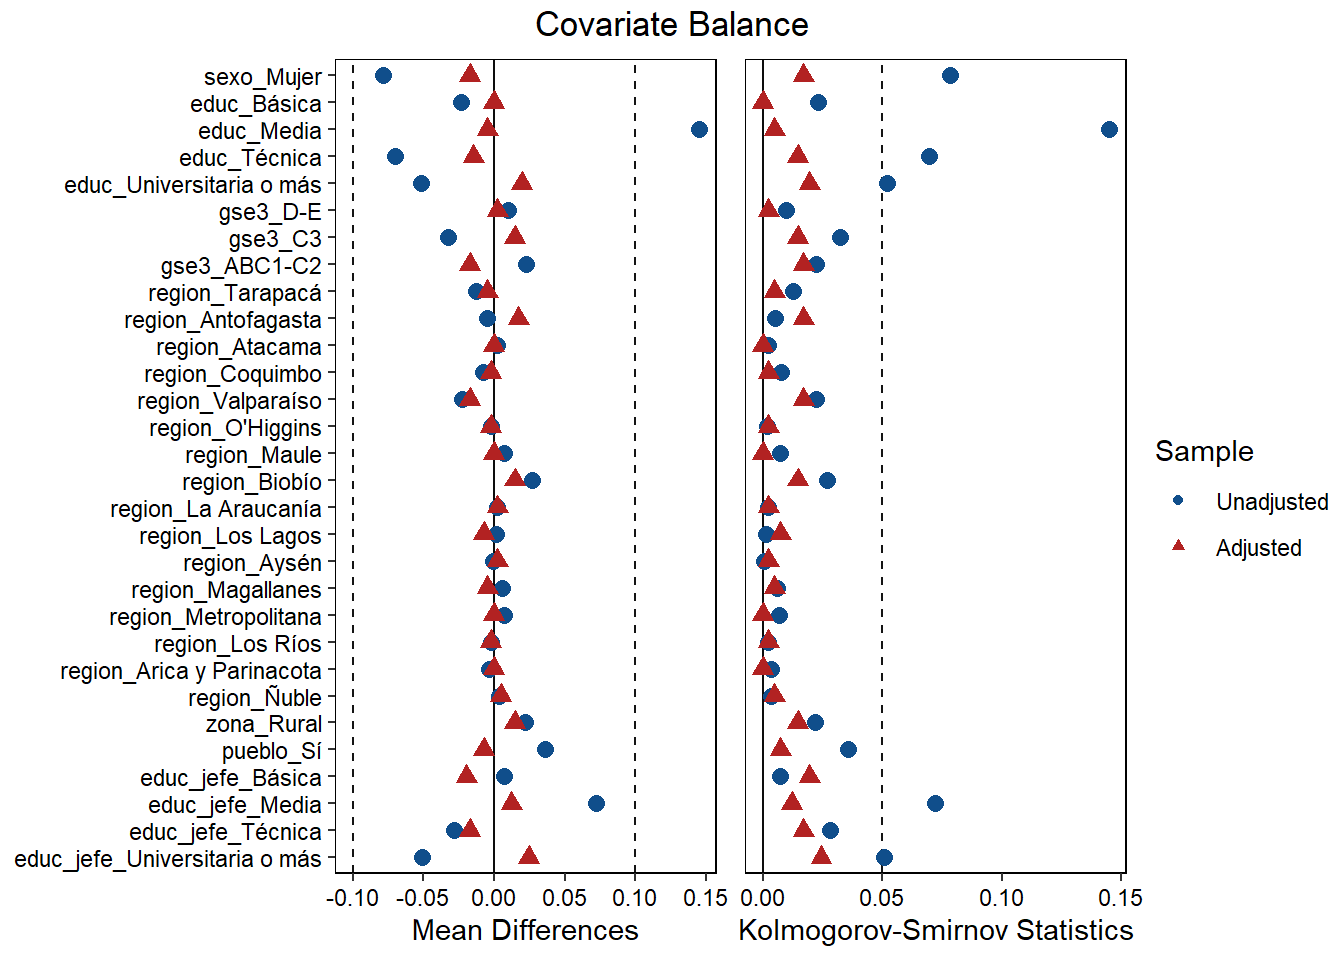 Covariate Balance
sexo_Mujer
educ_Básica
educ_Media
educ_Técnica
educ_Universitaria o más
gse3_D-E
gse3_C3
gse3_ABC1-C2
region_Tarapacá
region_Antofagasta
region_Atacama
region_Coquimbo
region_Valparaíso
region_O'Higgins
region_Maule
region_Biobío
region_La Araucanía
region_Los Lagos
region_Aysén
region_Magallanes
region_Metropolitana
region_Los Ríos
region_Arica y Parinacota
region_Ñuble
zona_Rural
pueblo_Sí
educ_jefe_Básica
educ_jefe_Media
educ_jefe_Técnica
educ_jefe_Universitaria o más
-0.10 -0.05 0.00 0.05 0.10 0.15
Mean Differences
0.00 0.05 0.10 0.15
Kolmogorov-Smirnov Statistics
Sample
Unadjusted
Adjusted